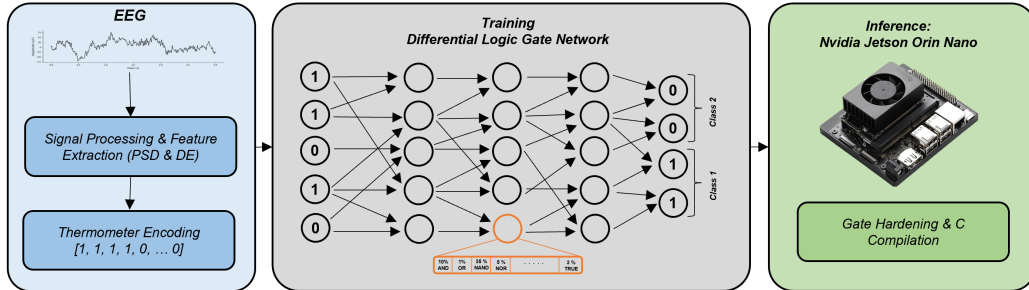 EEG
Signal Processing & Feature
Extraction (PSD & DE)
Thermometer Encoding
[1, 1, 1, 1, 0, ... 0]
Training
Differential Logic Gate Network
1
1
0
1
0
0
0
1
1
Class 2
Class 1
10% AND
1% OR
25 % NAND
5 % NOR
. . . . .
3 % TRUE
Inference:
Nvidia Jetson Orin Nano
Gate Hardening & C
Compilation